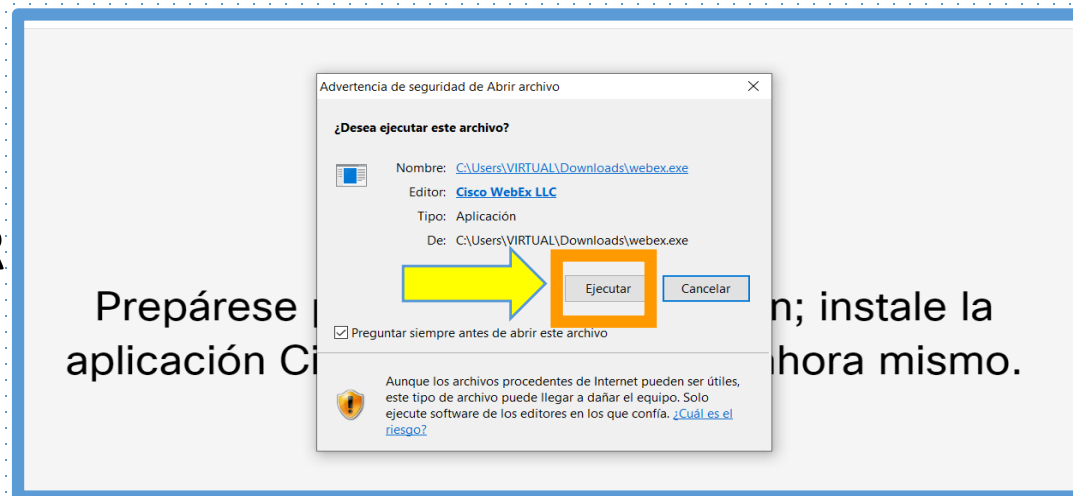 Advertencia de seguridad de Abrir archivo
¿Desea ejecutar este archivo?
Nombre: C:\Users\VIRTUAL\Downloads\webex.exe
Editor: Cisco WebEx LLC
Tipo: Aplicación
De: C:\Users\VIRTUAL\Downloads\webex.exe
Ejecutar Cancelar
Preguntar siempre antes de abrir este archivo
Aunque los archivos procedentes de Internet pueden ser útiles,
este tipo de archivo puede llegar a dañar el equipo. Solo
ejecute software de los editores en los que confía. ¿Cuál es el
riesgo?
Prepárese instale la
aplicación mismo.